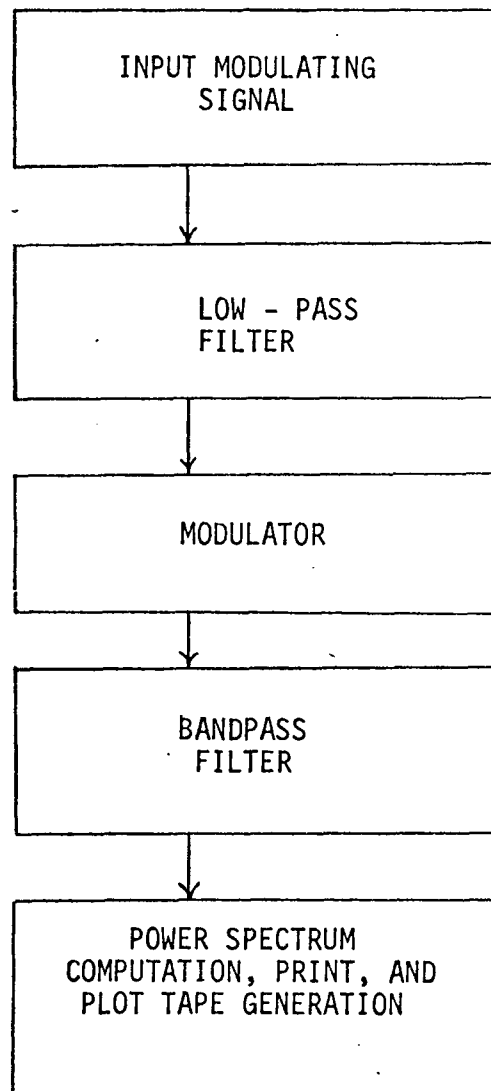 INPUT MODULATING
SIGNAL
LOW - PASS
FILTER
MODULATOR
BANDPASS
FILTER
POWER SPECTRUM
COMPUTATION, PRINT, AND
PLOT TAPE GENERATION